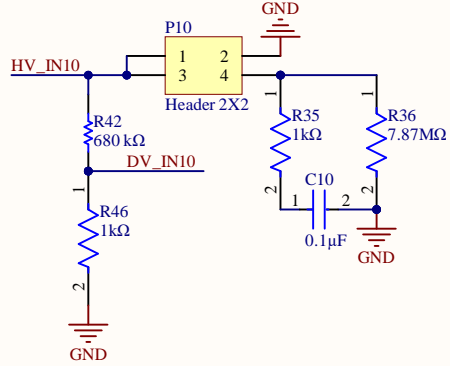 GND
P10
HV_IN10
1 2
3 4
Header 2X2
R42
680 kΩ
DV_IN10
1
R46
1kΩ
2
GND
1
R35
1kΩ
2
1
R36
7.87MΩ
2
C10
1 2
0.1µF
GND